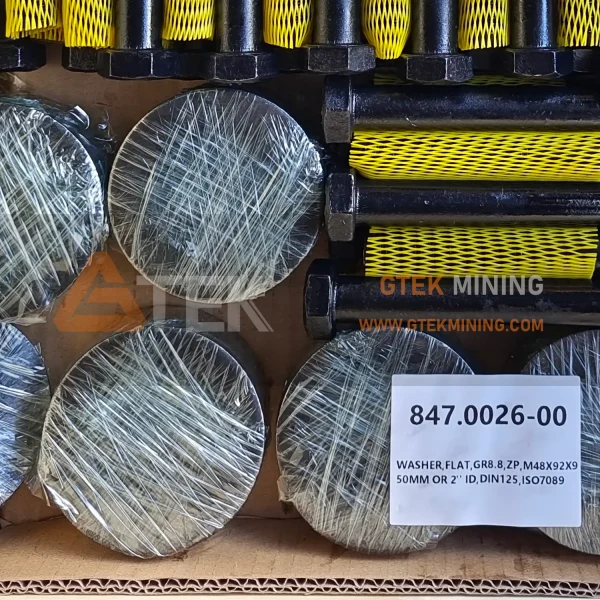 GTEK
GTEK MINING
WWW.GTEKMINING.COM
847.0026-00
WASHER,FLAT,GR8.8,ZP,M48X92X9
50MM OR 2'' ID,DIN125,ISO7089